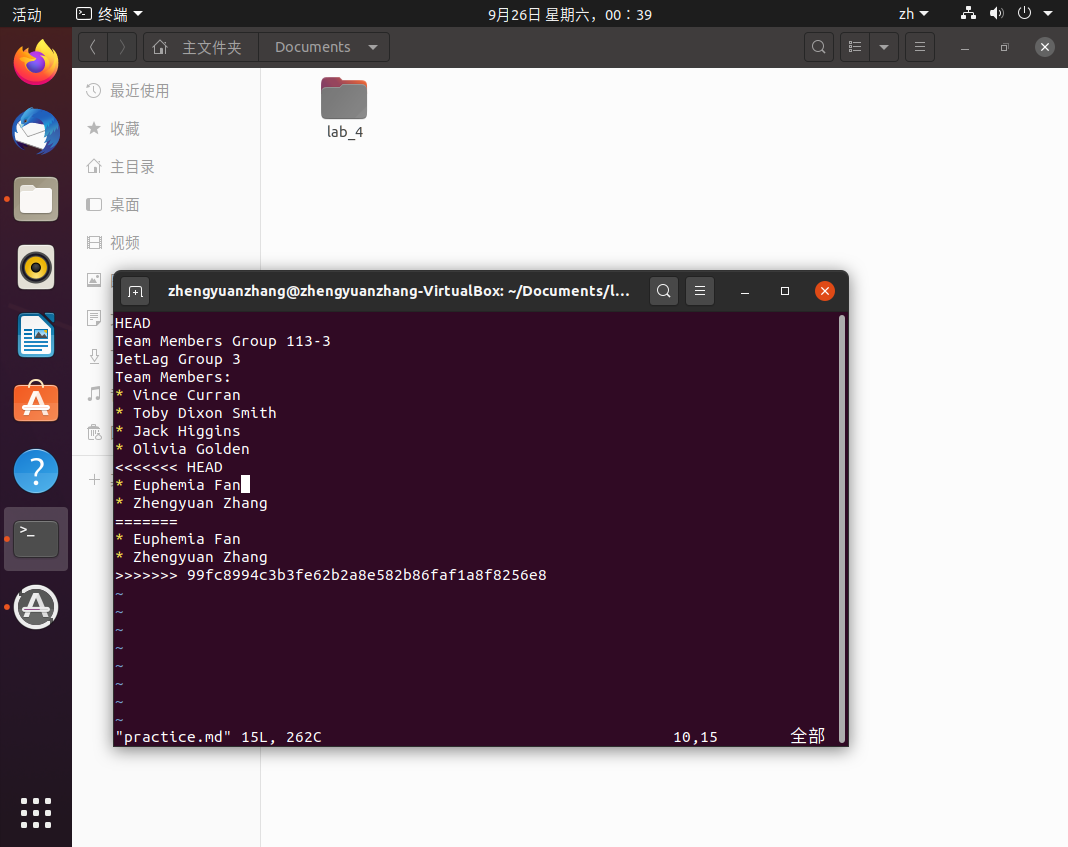 活动
终端
9月26日 星期六，00：39
zh
主文件夹
Documents
最近使用
收藏
主目录
桌面
视频
lab_4
zhengyuanzhang@zhengyuanzhang-VirtualBox: ~/Documents/l...
HEAD
Team Members Group 113-3
JetLag Group 3
Team Members:
* Vince Curran
* Toby Dixon Smith
* Jack Higgins
* Olivia Golden
<<<<<<< HEAD
* Euphemia Fan
* Zhengyuan Zhang
=======
* Euphemia Fan
* Zhengyuan Zhang
>>>>>>> 99fc8994c3b3fe62b2a8e582b86faf1a8f8256e8
~
~
~
~
~
~
~
~
"practice.md" 15L, 262C 10,15 全部